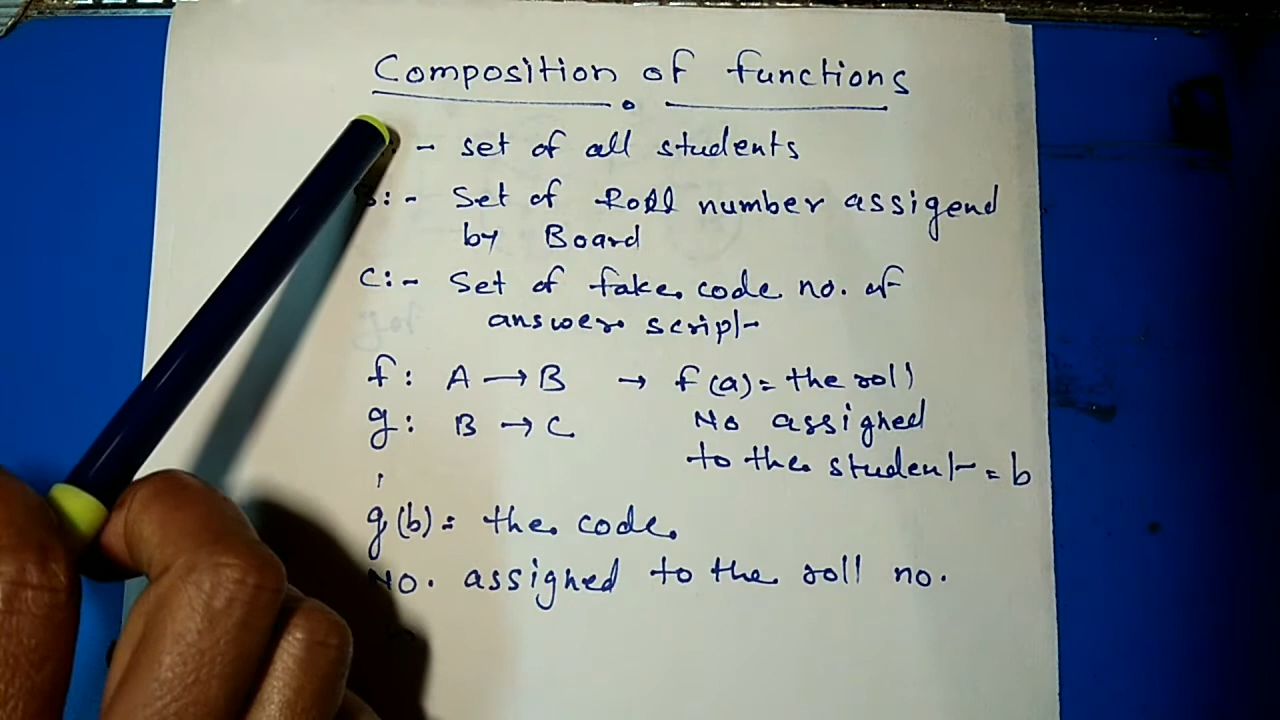 Composition of functions
:- set of all students
B:- Set of Roll number assigend
by Board
C:- Set of fake code no. of
answer script
f: A → B → f(a) = the roll
g: B → C No assigned
to the student = b
g(b) = the code
No. assigned to the roll no.